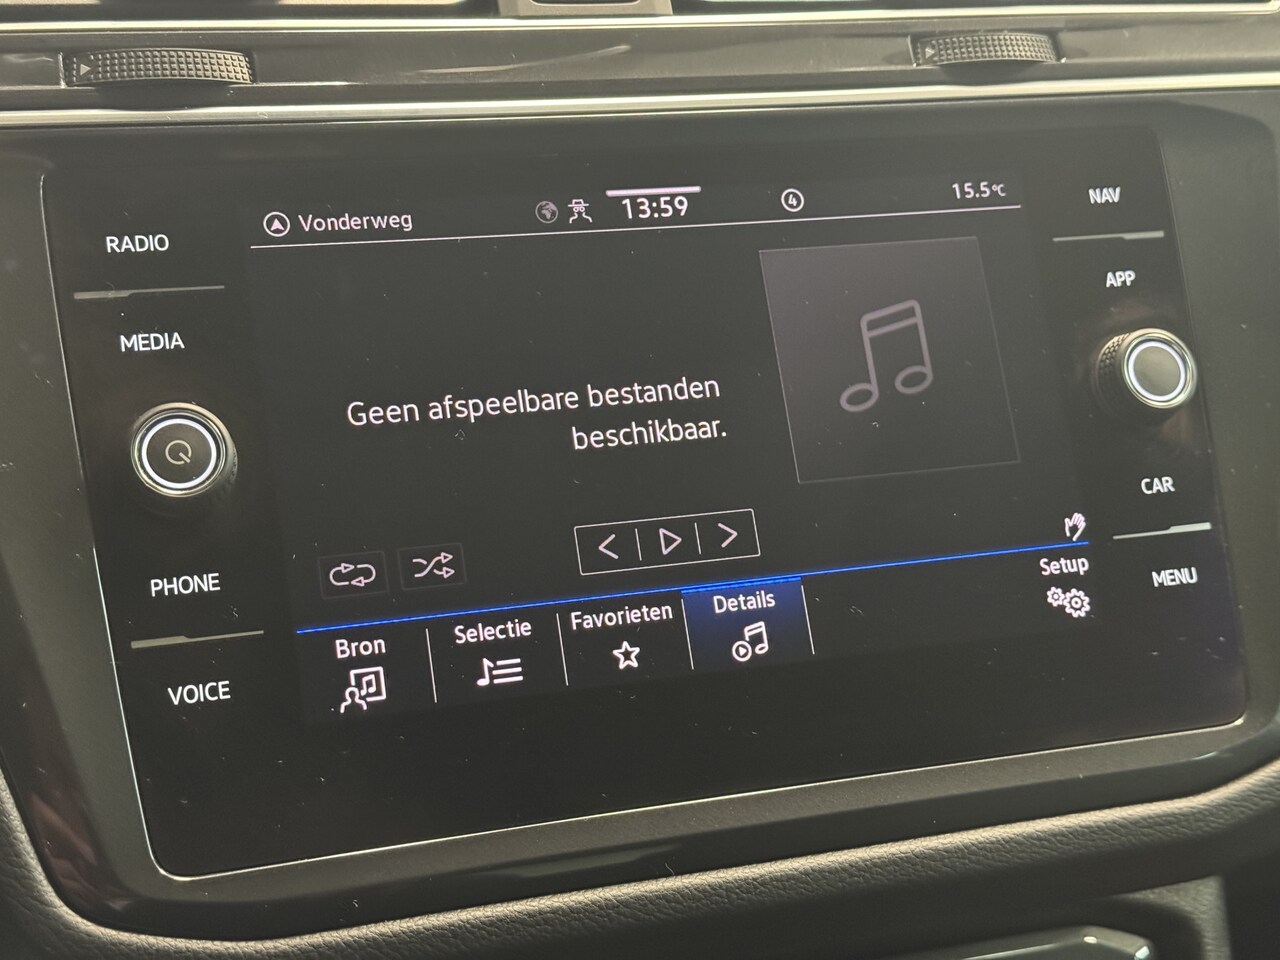 Vonderweg
13:59
4
15.5°C
NAV
RADIO
APP
MEDIA
Geen afspeelbare bestanden
beschikbaar.
CAR
PHONE
Setup
MENU
Bron
Selectie
Favorieten
Details
VOICE